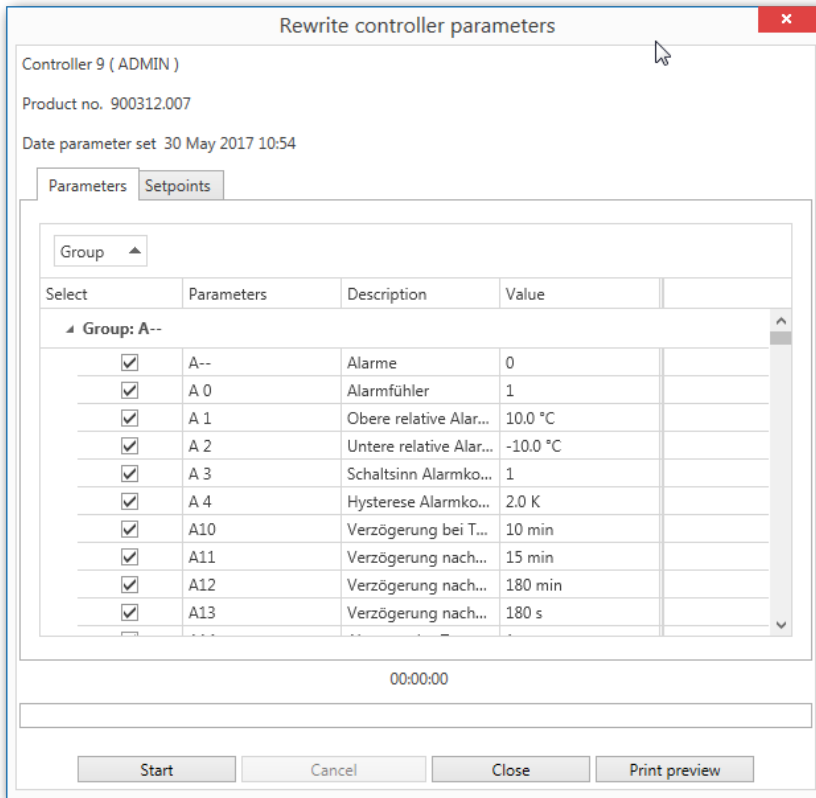 Rewrite controller parameters
Controller 9 ( ADMIN )
Product no. 900312.007
Date parameter set 30 May 2017 10:54
Parameters Setpoints
Group
Select Parameters Description Value
Group: A--
A-- Alarme 0
A 0 Alarmfühler 1
A 1 Obere relative Alar... 10.0 °C
A 2 Untere relative Alar... -10.0 °C
A 3 Schaltsinn Alarmko... 1
A 4 Hysterese Alarmko... 2.0 K
A10 Verzögerung bei T... 10 min
A11 Verzögerung nach... 15 min
A12 Verzögerung nach... 180 min
A13 Verzögerung nach... 180 s
00:00:00
Start Cancel Close Print preview